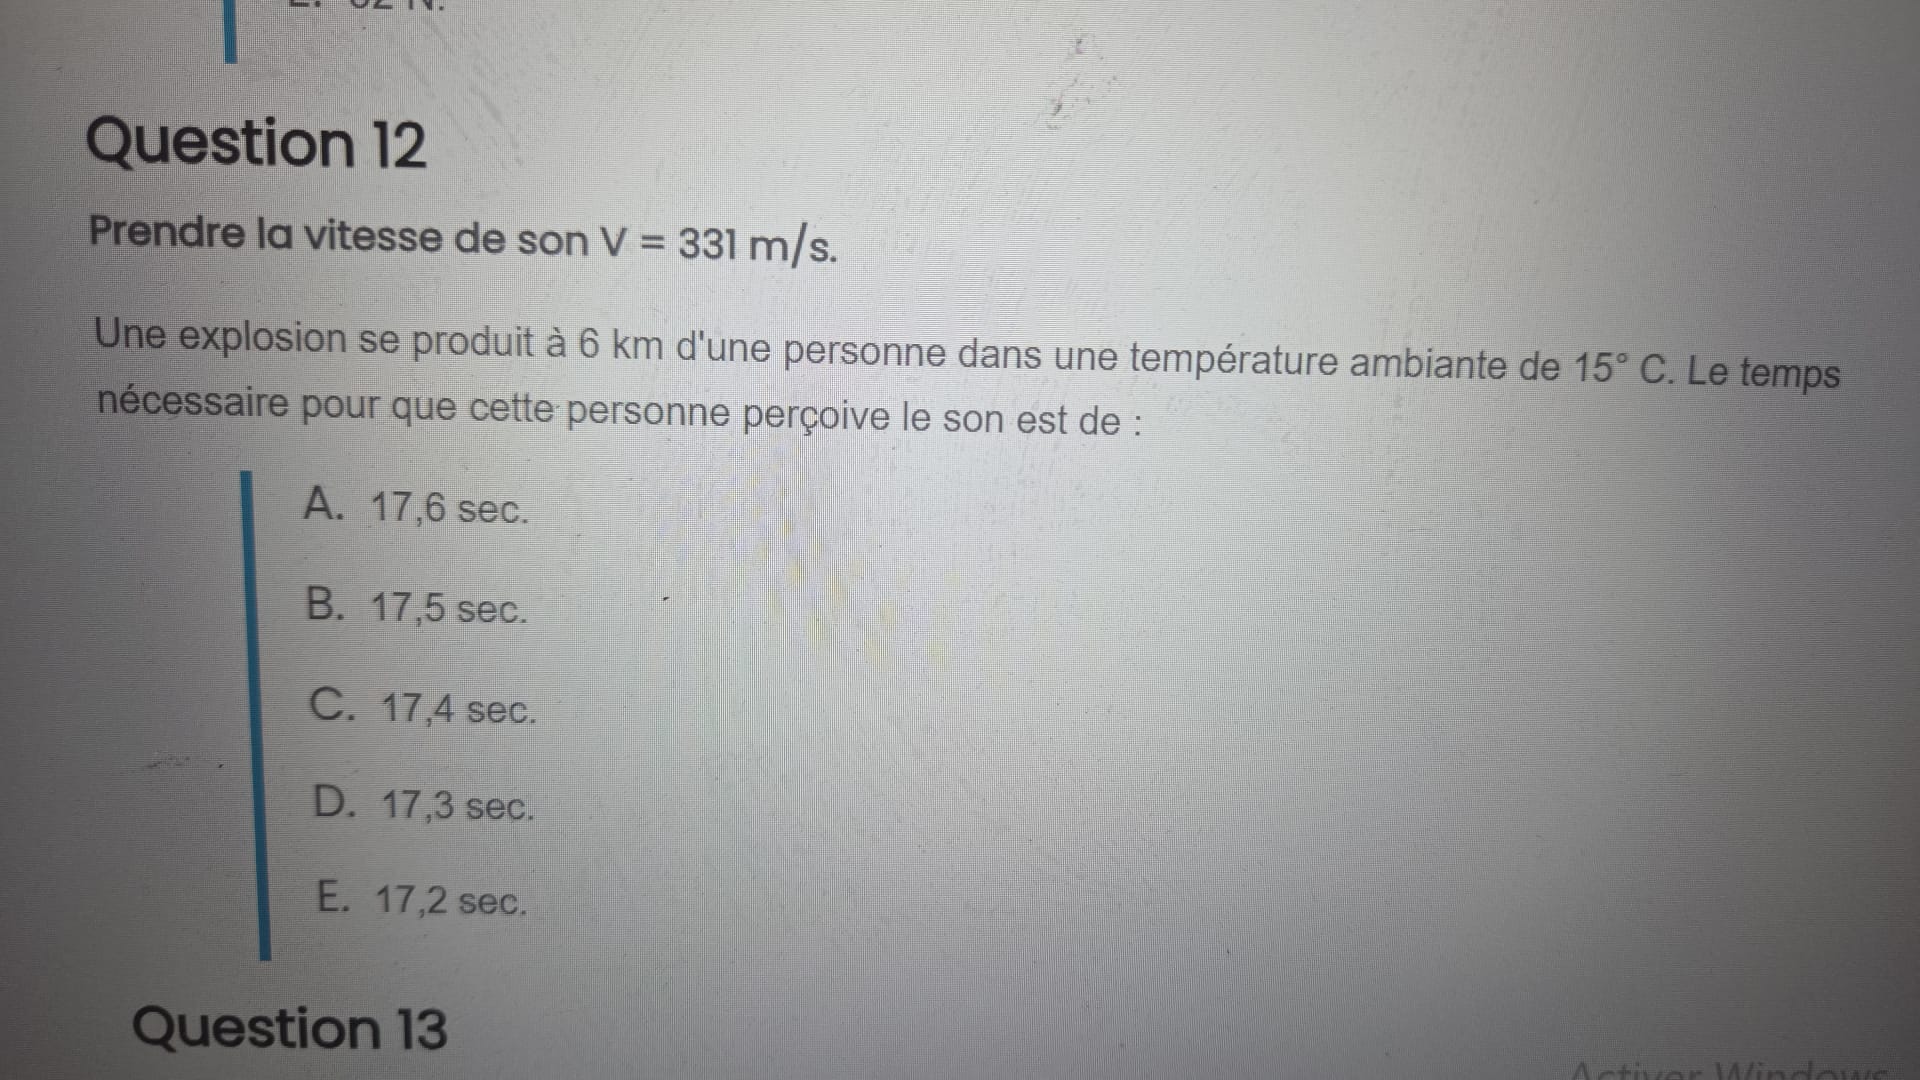 Question 12
Prendre la vitesse de son V = 331 m/s.
Une explosion se produit à 6 km d'une personne dans une température ambiante de 15° C. Le temps
nécessaire pour que cette personne perçoive le son est de :
A. 17,6 sec.
B. 17,5 sec.
C. 17,4 sec.
D. 17,3 sec.
E. 17,2 sec.
Question 13
Activer Windows